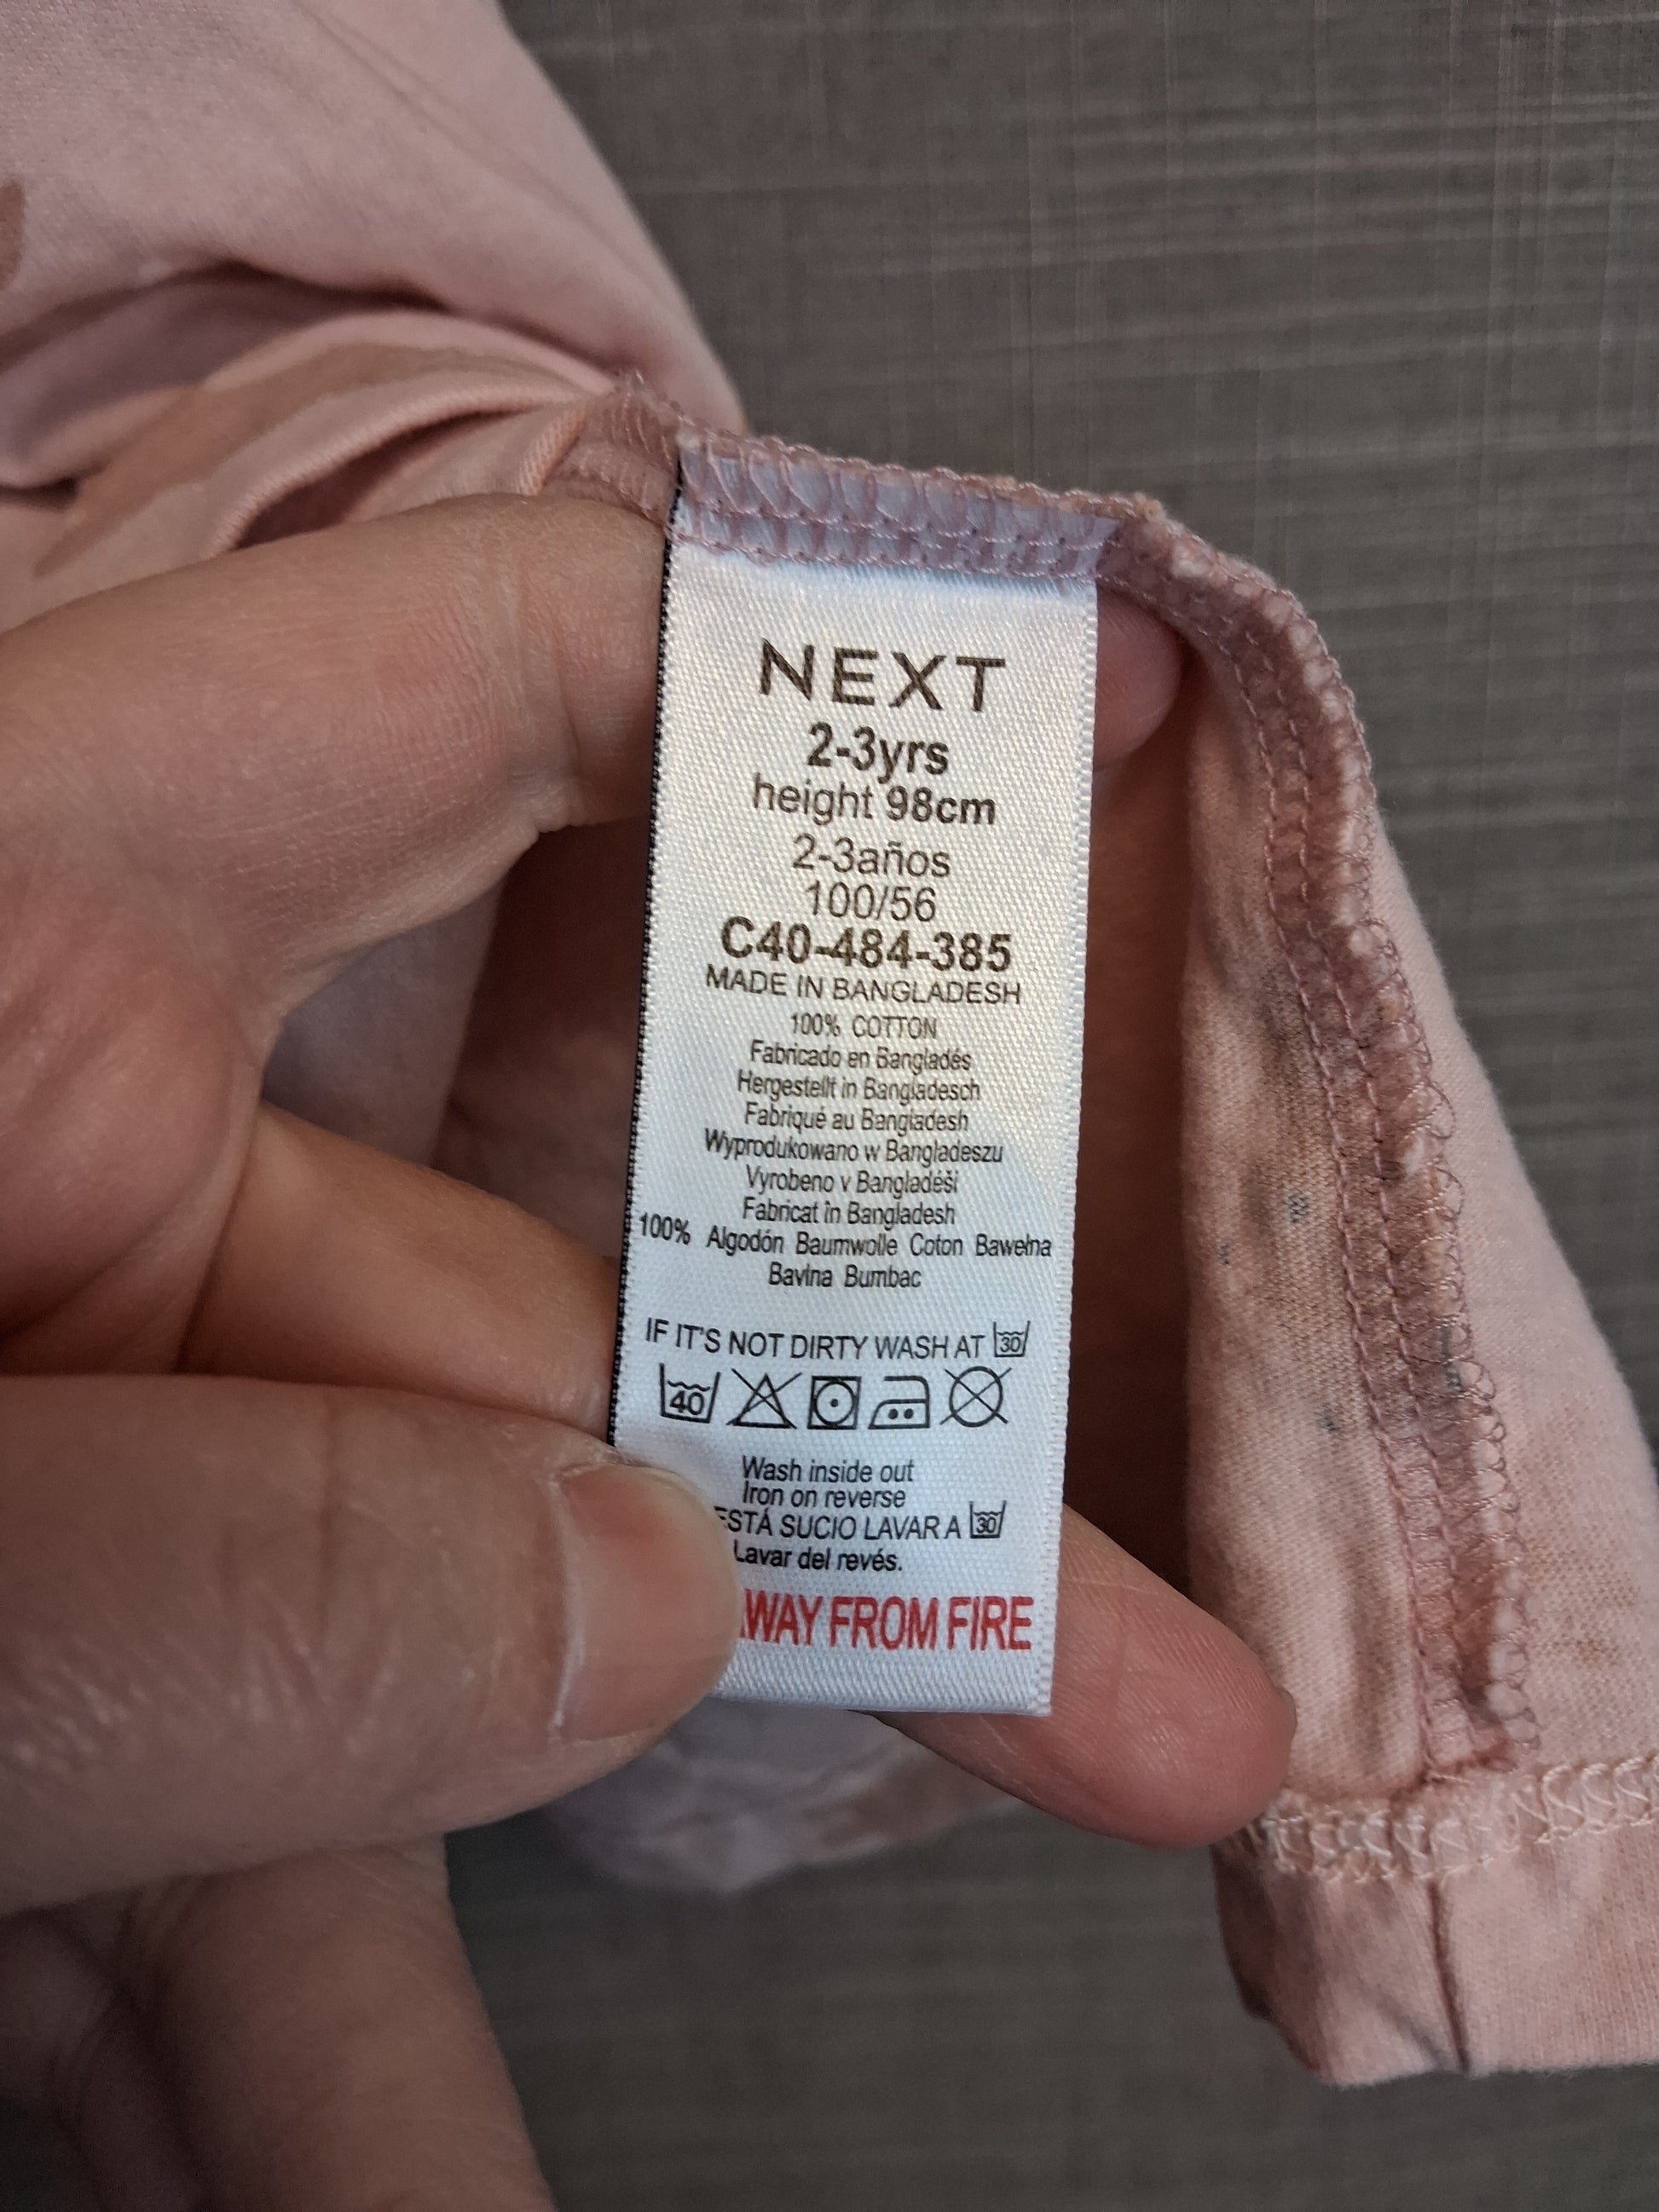 NEXT
2-3yrs
height 98cm
2-3años
100/56
C40-484-385
MADE IN BANGLADESH
100% COTTON
Fabricado en Bangladés
Hergestellt in Bangladesch
Fabriqué au Bangladesh
Wyprodukowano w Bangladeszu
Vyrobeno v Bangladéši
Fabricat în Bangladesh
100% Algodón Baumwolle Coton Bawełna
Bavlna Bumbac
IF IT'S NOT DIRTY WASH AT 30
40
Wash inside out
Iron on reverse
ESTÁ SUCIO LAVAR A 30
Lavar del revés.
WAY FROM FIRE